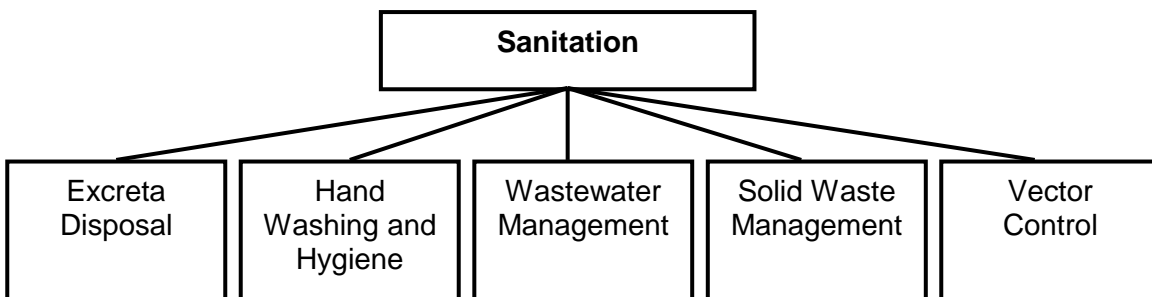 Sanitation
Excreta
Disposal
Hand
Washing and
Hygiene
Wastewater
Management
Solid Waste
Management
Vector
Control